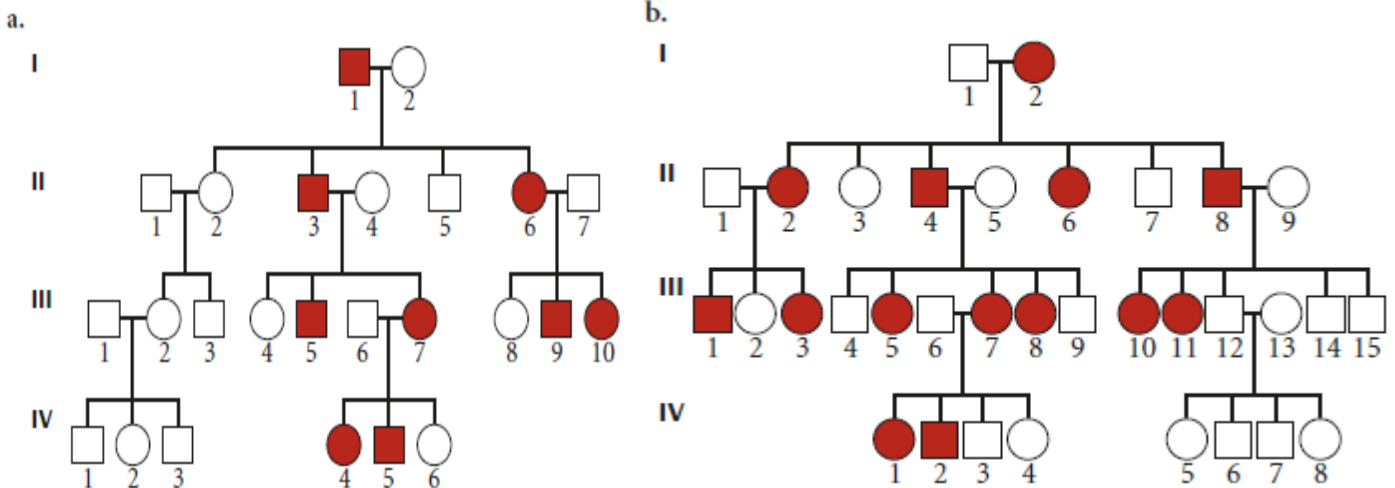 a.
I
1 2
II
1 2 3 4 5 6 7
III
1 2 3 4 5 6 7 8 9 10
IV
1 2 3 4 5 6
b.
I
1 2
II
1 2 3 4 5 6 7 8 9
III
1 2 3 4 5 6 7 8 9 10 11 12 13 14 15
IV
1 2 3 4 5 6 7 8